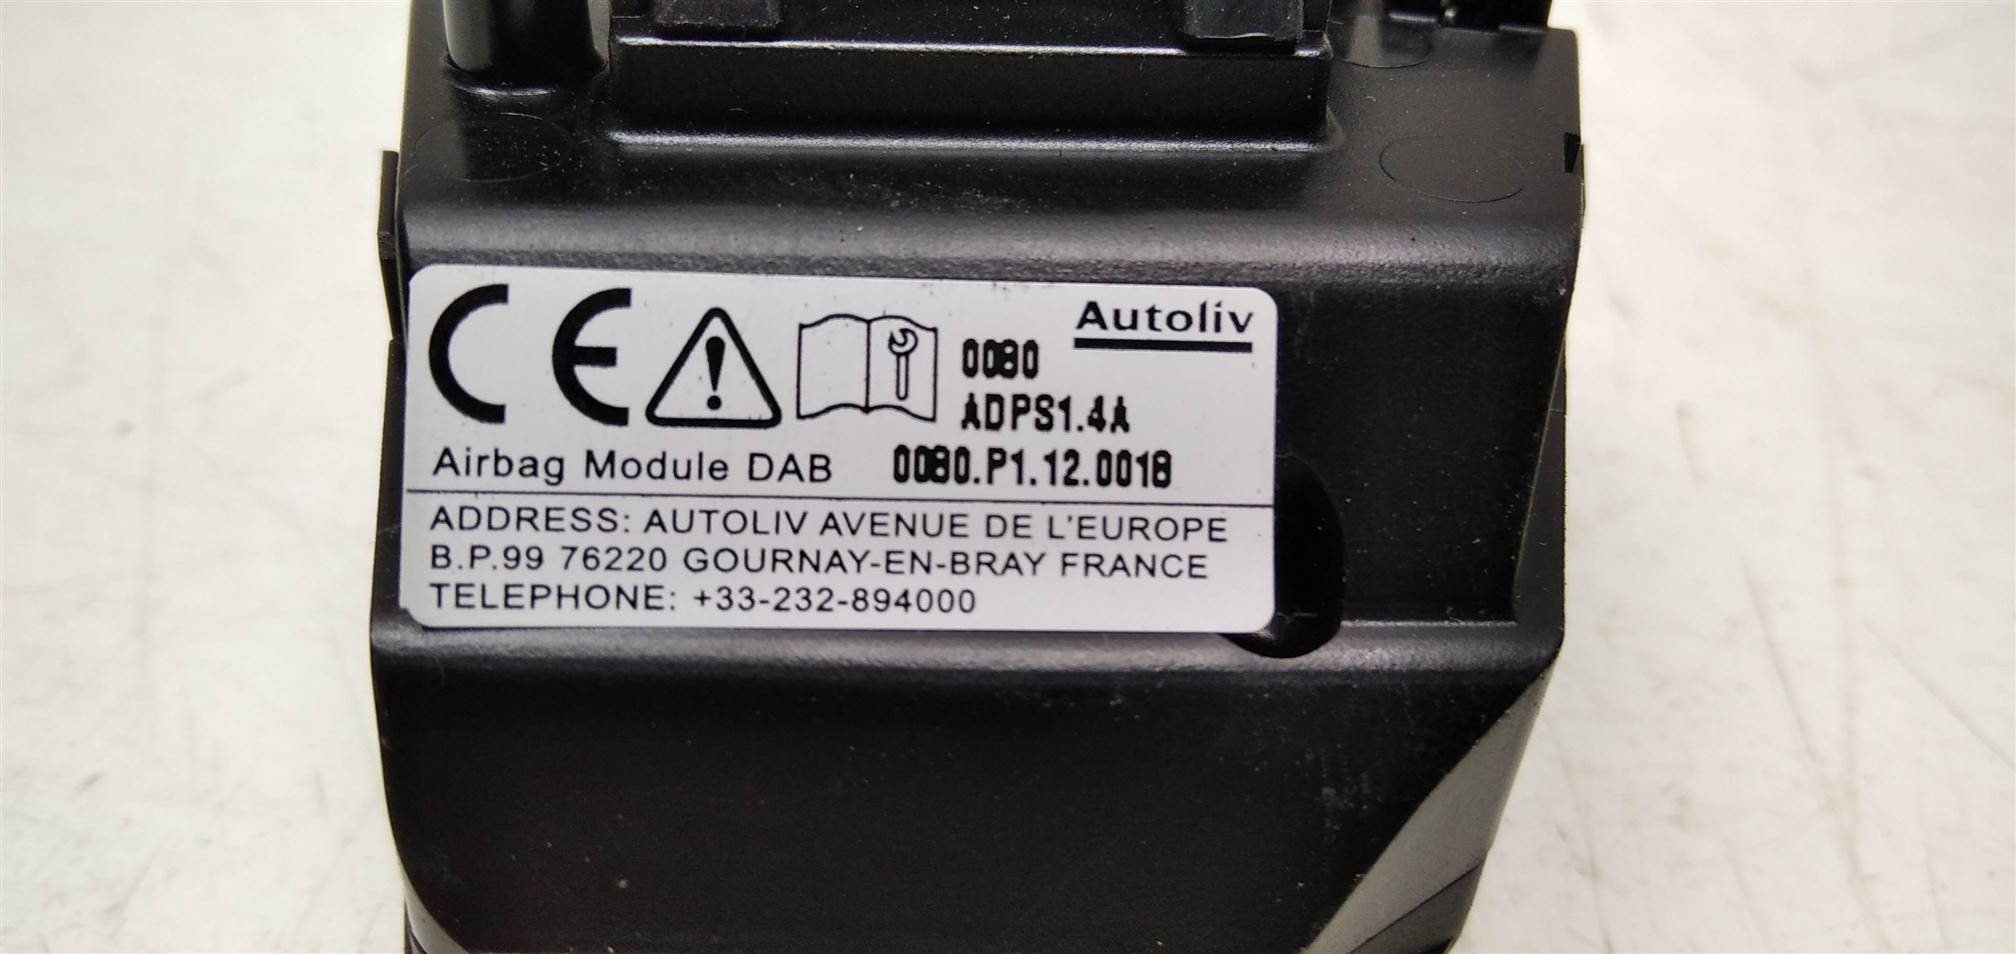 CE
Autoliv
0080
ADPS1.4A
Airbag Module DAB 0080.P1.12.0018
ADDRESS: AUTOLIV AVENUE DE L'EUROPE
B.P.99 76220 GOURNAY-EN-BRAY FRANCE
TELEPHONE: +33-232-894000